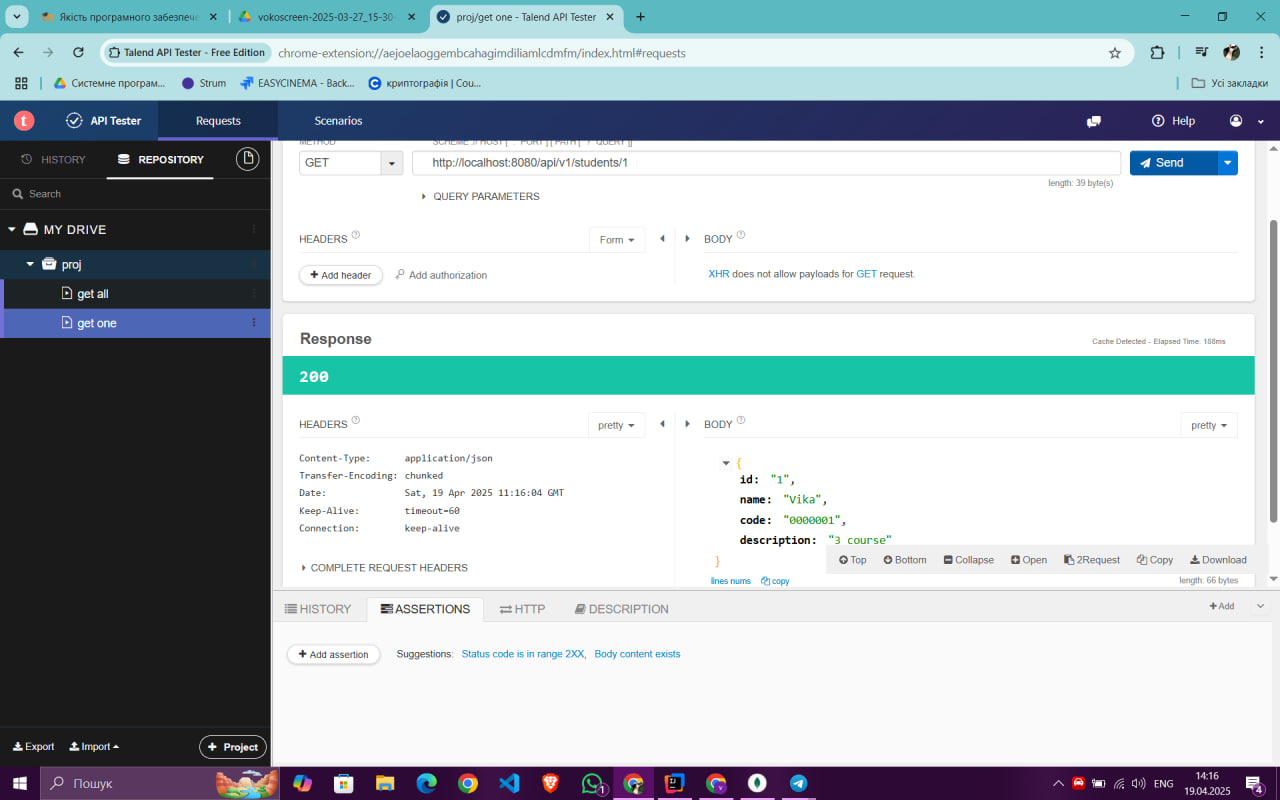 Якість програмного забезпече
vokoscreen-2025-03-27_15-30-
proj/get one - Talend API Tester
Talend API Tester - Free Edition
chrome-extension://aejoelaoggembcahagimdiliamlcdmfm/index.html#requests
Системне програм...
Strum
EASYCINEMA - Back...
криптографія | Cou...
Усі закладки
API Tester
Requests
Scenarios
Help
HISTORY
REPOSITORY
Search
MY DRIVE
proj
get all
get one
METHOD
SCHEME :// HOST [ ":" PORT ] [ PATH [ "?" QUERY ]]
GET
http://localhost:8080/api/v1/students/1
Send
length: 39 byte(s)
QUERY PARAMETERS
HEADERS
Form
BODY
Add header
Add authorization
XHR does not allow payloads for GET request.
Response
Cache Detected - Elapsed Time: 188ms
200
HEADERS
pretty
BODY
pretty
Content-Type: application/json
Transfer-Encoding: chunked
Date: Sat, 19 Apr 2025 11:16:04 GMT
Keep-Alive: timeout=60
Connection: keep-alive
COMPLETE REQUEST HEADERS
{
id: "1",
name: "Vika",
code: "0000001",
description: "3 course"
}
Top
Bottom
Collapse
Open
2Request
Copy
Download
lines nums
copy
length: 66 bytes
HISTORY
ASSERTIONS
HTTP
DESCRIPTION
Add
Add assertion
Suggestions: Status code is in range 2XX, Body content exists
Export
Import
Project
Пошук
1
ENG
14:16
19.04.2025
4